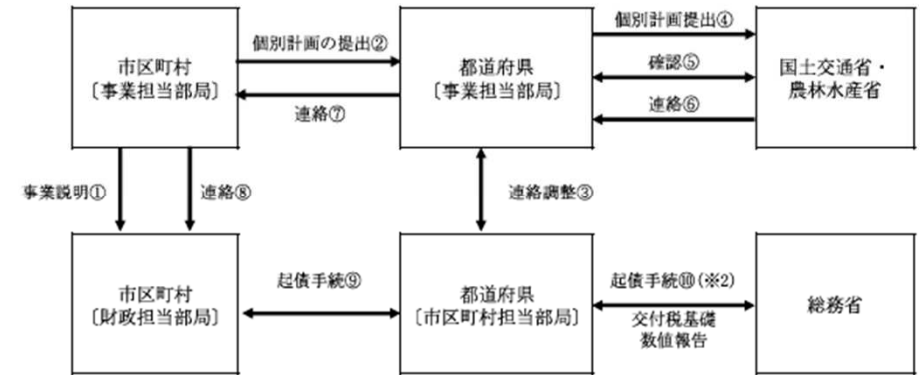 個別計画提出④
個別計画の提出②
市区町村
〔事業担当部局〕
都道府県
〔事業担当部局〕
確認⑤
国土交通省・
農林水産省
連絡⑦
連絡⑥
事業説明①
連絡⑧
連絡調整③
市区町村
〔財政担当部局〕
起債手続⑨
都道府県
〔市区町村担当部局〕
起債手続⑩(※2)
交付税基礎
数値報告
総務省